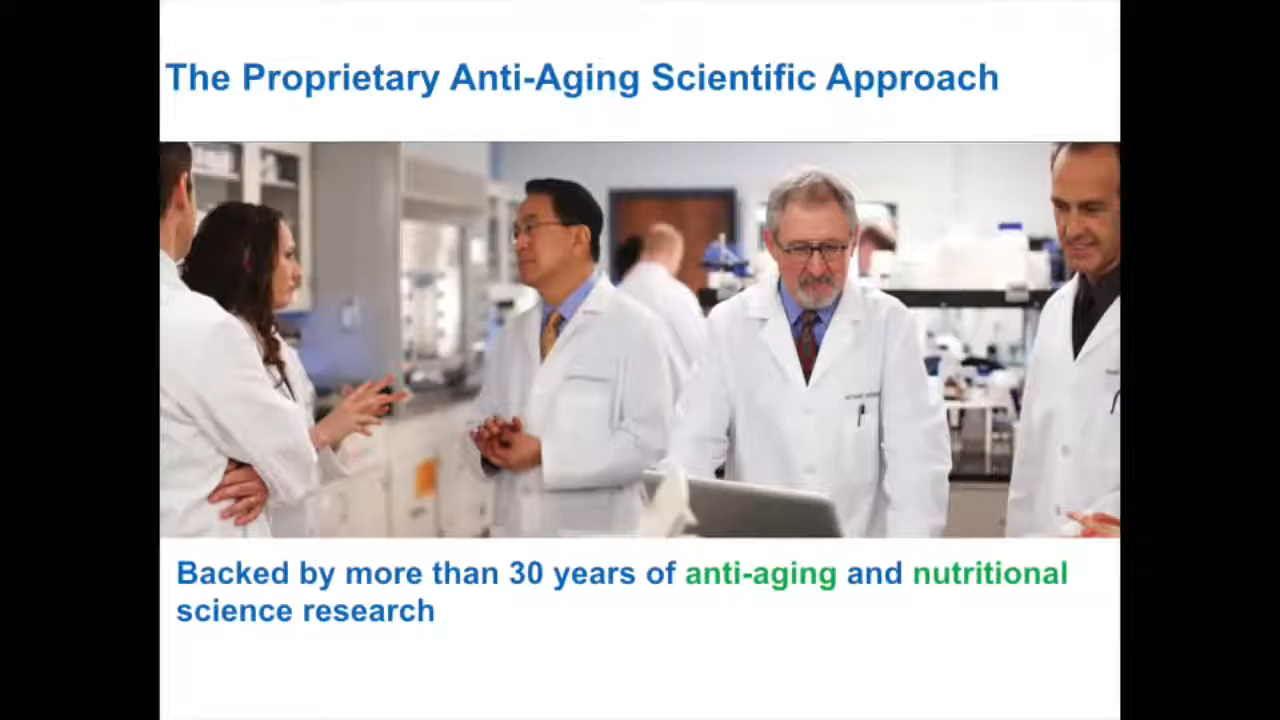 The Proprietary Anti-Aging Scientific Approach
Backed by more than 30 years of anti-aging and nutritional
science research